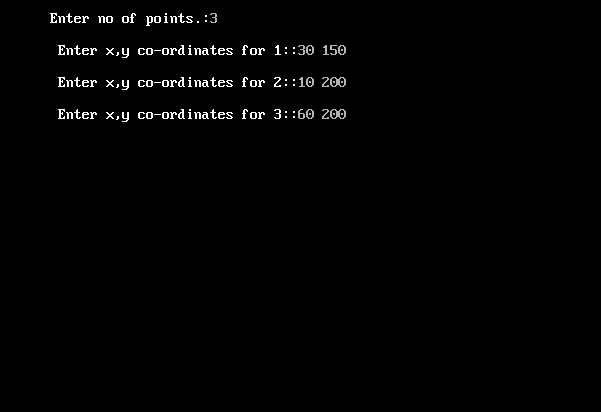 Enter no of points.:3
Enter x,y co-ordinates for 1::30 150
Enter x,y co-ordinates for 2::10 200
Enter x,y co-ordinates for 3::60 200